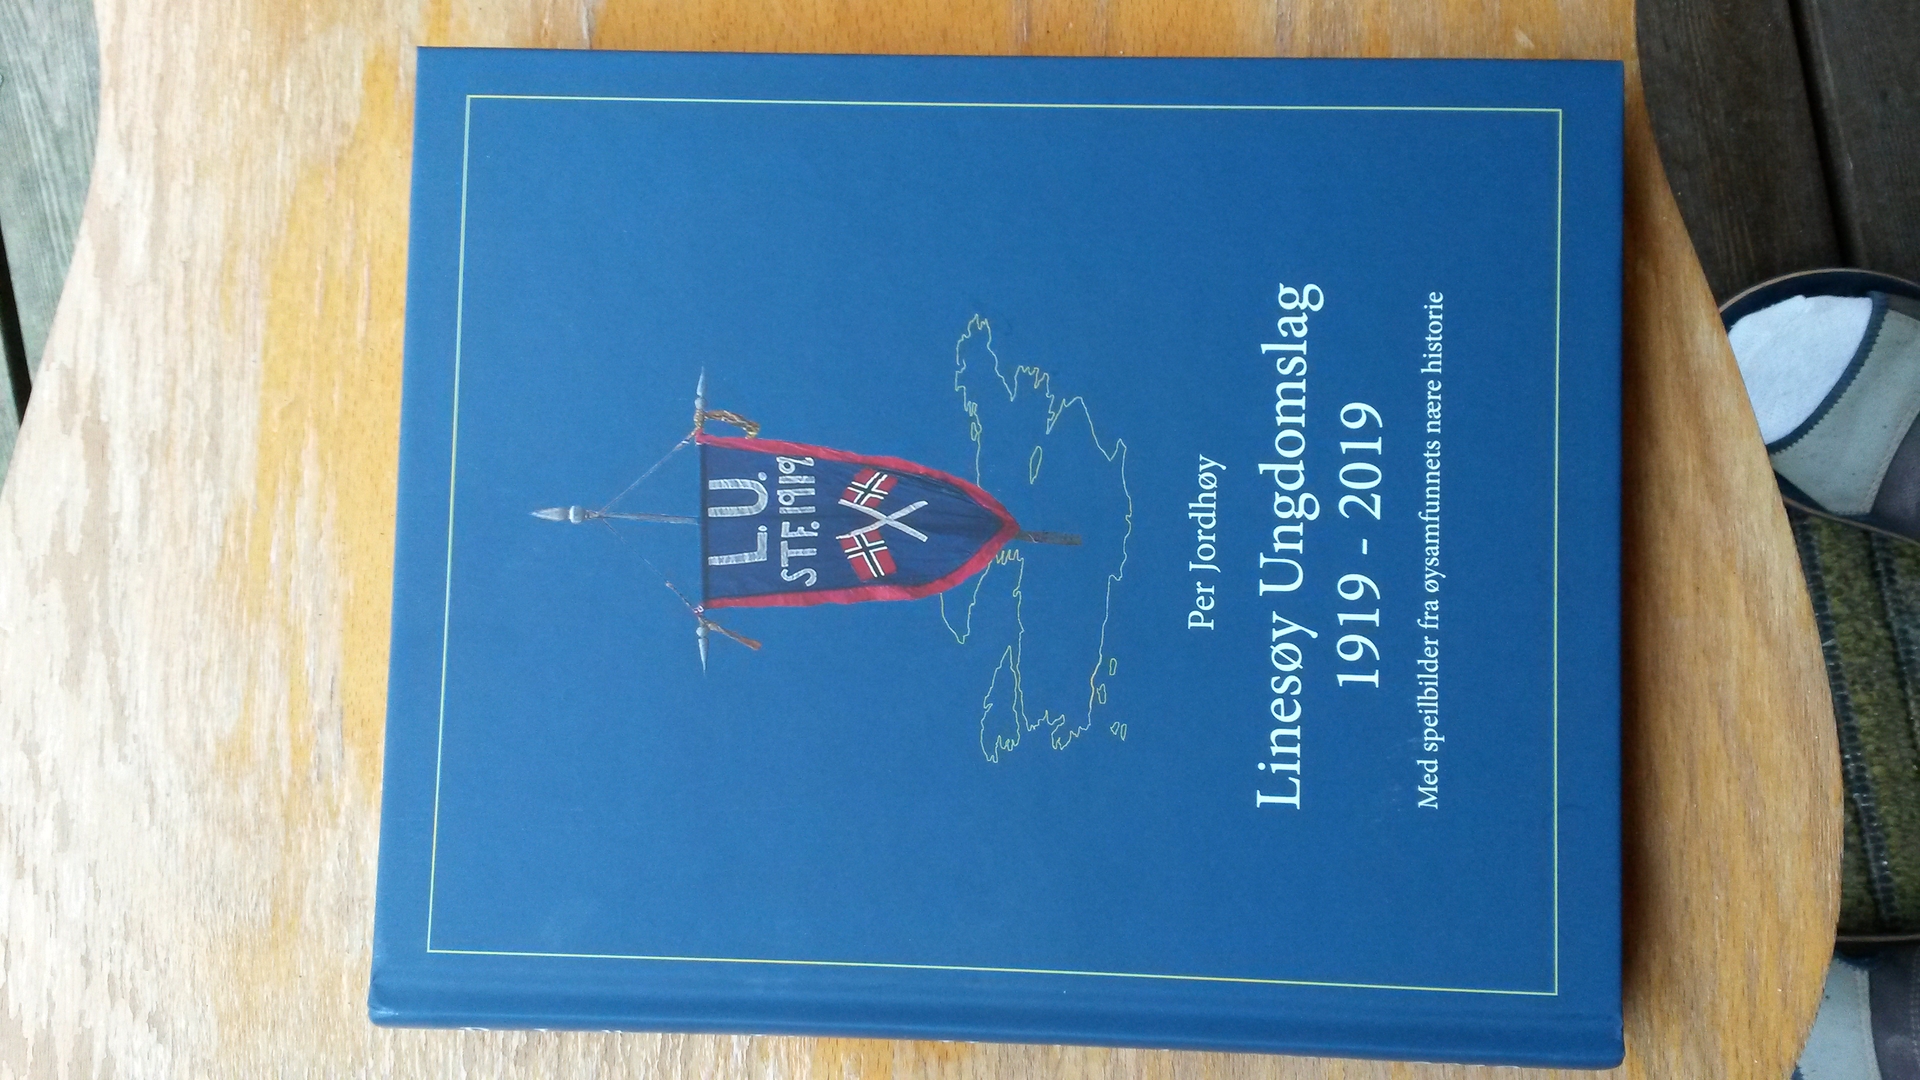 L.U.
STF. 1919
Per Jordhøy
Linesøy Ungdomslag
1919 - 2019
Med speilbilder fra øysamfunnets nære historie